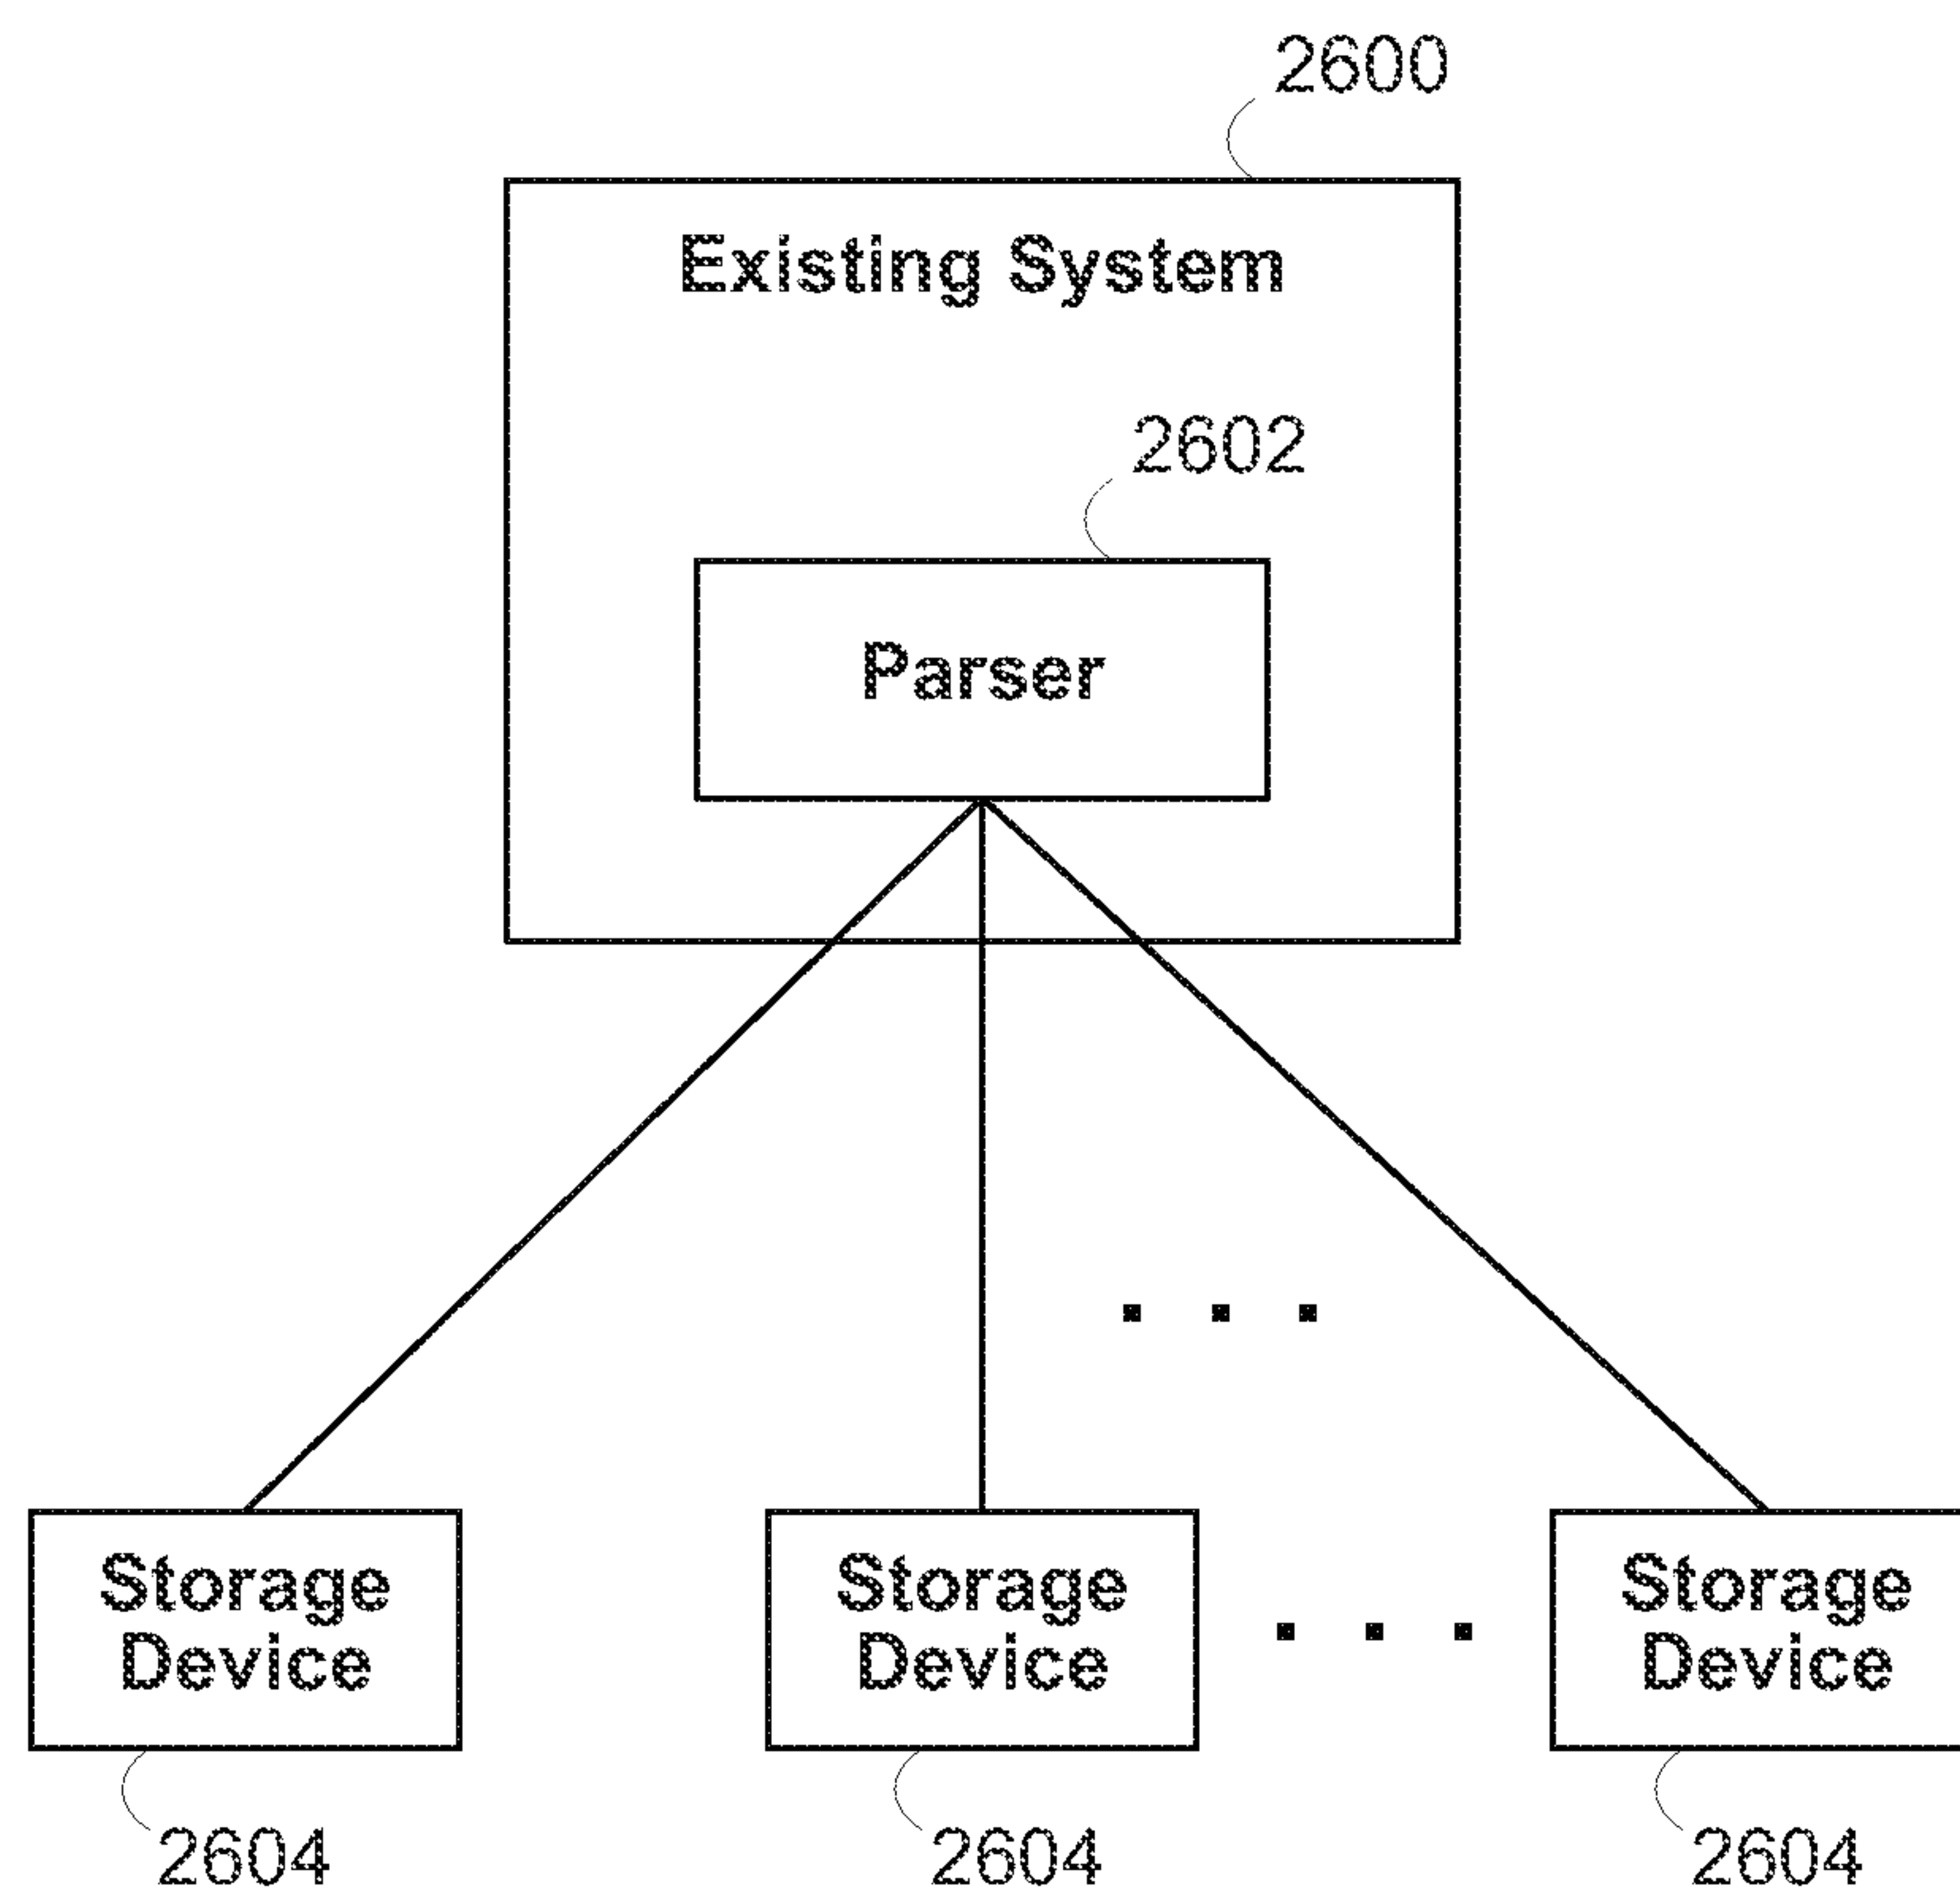 2600
Existing System
2602
Parser
Storage
Device
Storage
Device
. . .
Storage
Device
2604
2604
2604